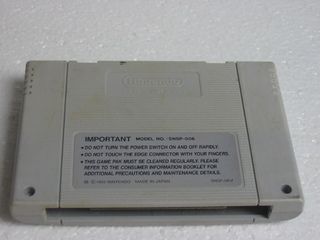 Nintendo
IMPORTANT MODEL NO.: SNSP-006
• DO NOT TURN THE POWER SWITCH ON AND OFF RAPIDLY.
• DO NOT TOUCH THE EDGE CONNECTOR WITH YOUR FINGERS.
• THIS GAME PAK MUST BE CLEANED REGULARLY. PLEASE
REFER TO THE CONSUMER INFORMATION BOOKLET FOR
ADDITIONAL PRECAUTIONS AND MAINTENANCE DETAILS.
© 1992 NINTENDO MADE IN JAPAN